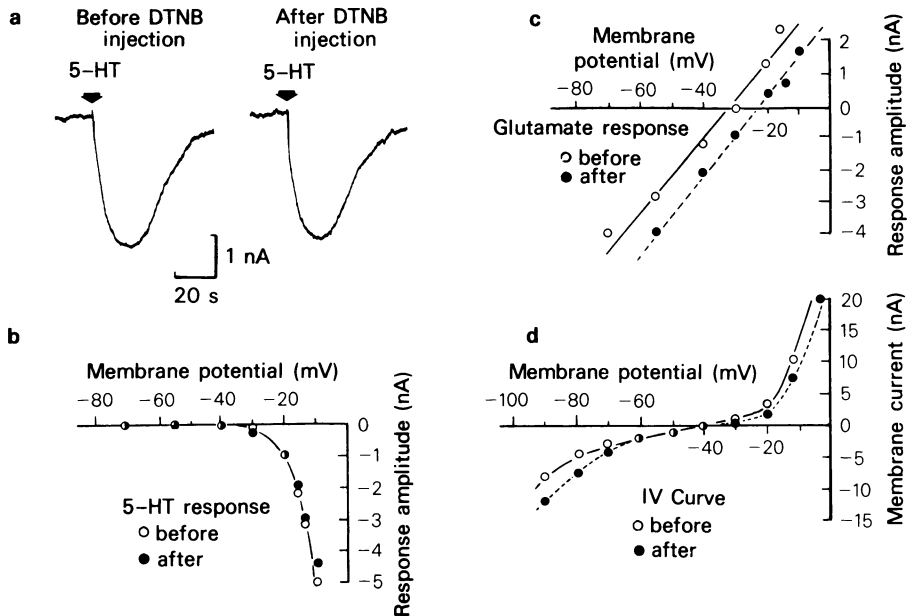 a
Before DTNB
injection
After DTNB
injection
5–HT
5–HT
1 nA
20 s
b
Membrane potential (mV)
−80 −60 −40 −20
0
−1
−2
−3
−4
−5
Response amplitude (nA)
5-HT response
before
after
c
Membrane
potential (mV)
−80 −60 −40
−20
2
1
0
−1
−2
−3
−4
Response amplitude (nA)
Glutamate response
before
after
d
Membrane potential (mV)
−100 −80 −60
−40 −20
20
15
10
5
0
−5
−10
−15
Membrane current (nA)
IV Curve
before
after